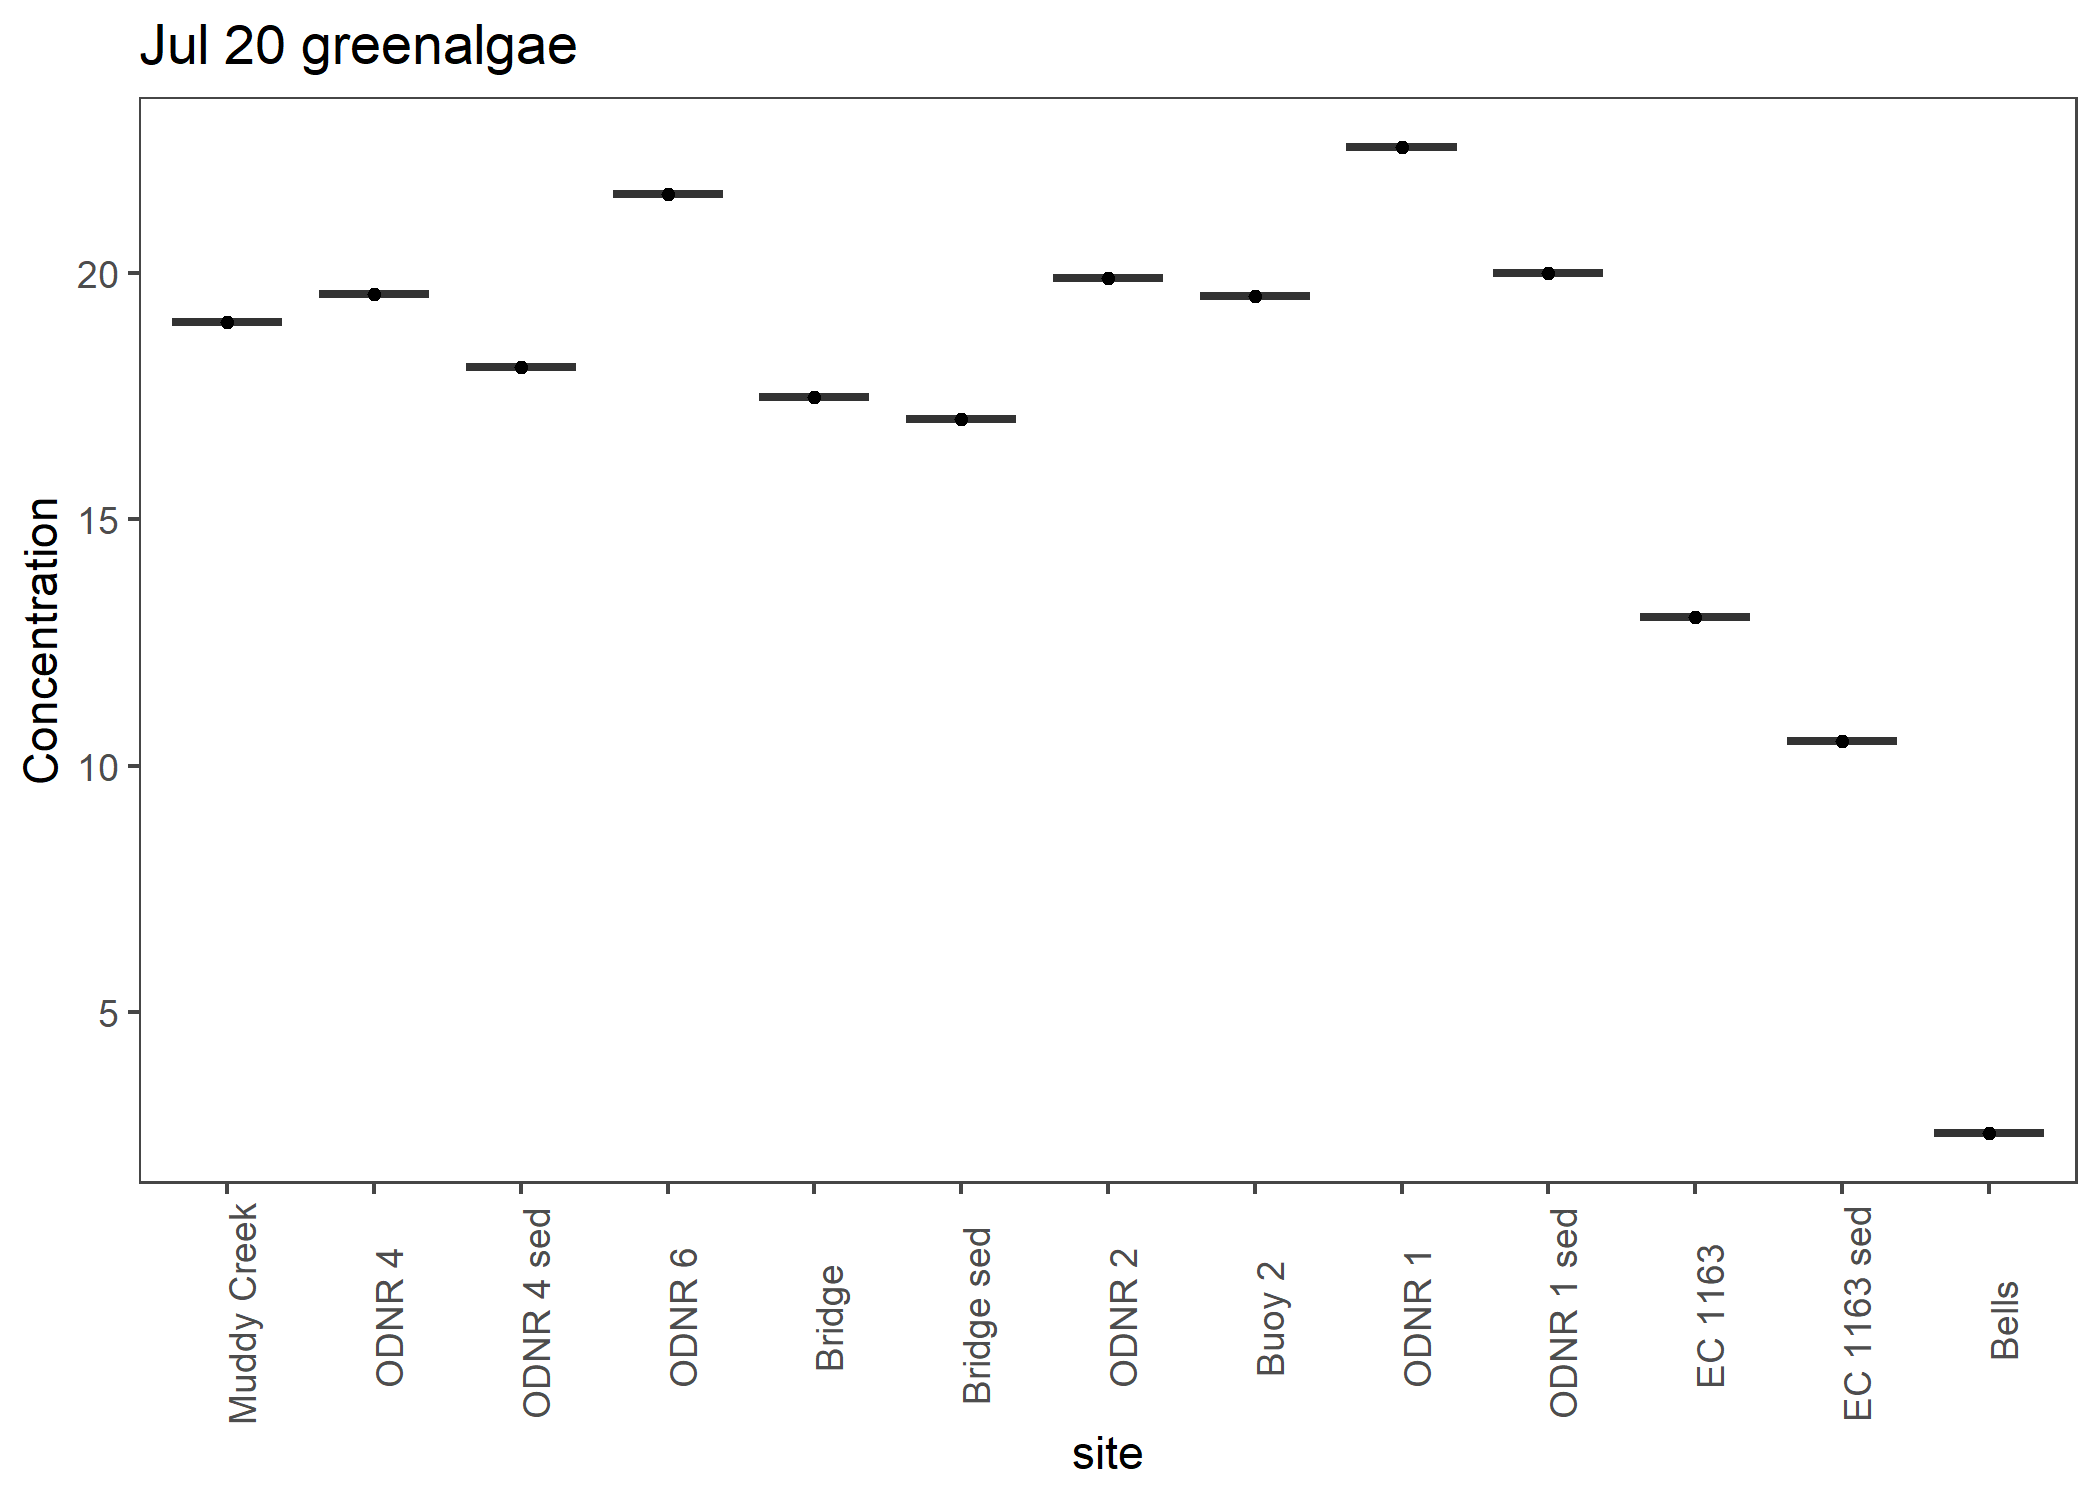 Jul 20 greenalgae
Concentration
20
15
10
5
Muddy Creek
ODNR 4
ODNR 4 sed
ODNR 6
Bridge
Bridge sed
ODNR 2
Buoy 2
ODNR 1
ODNR 1 sed
EC 1163
EC 1163 sed
Bells
site